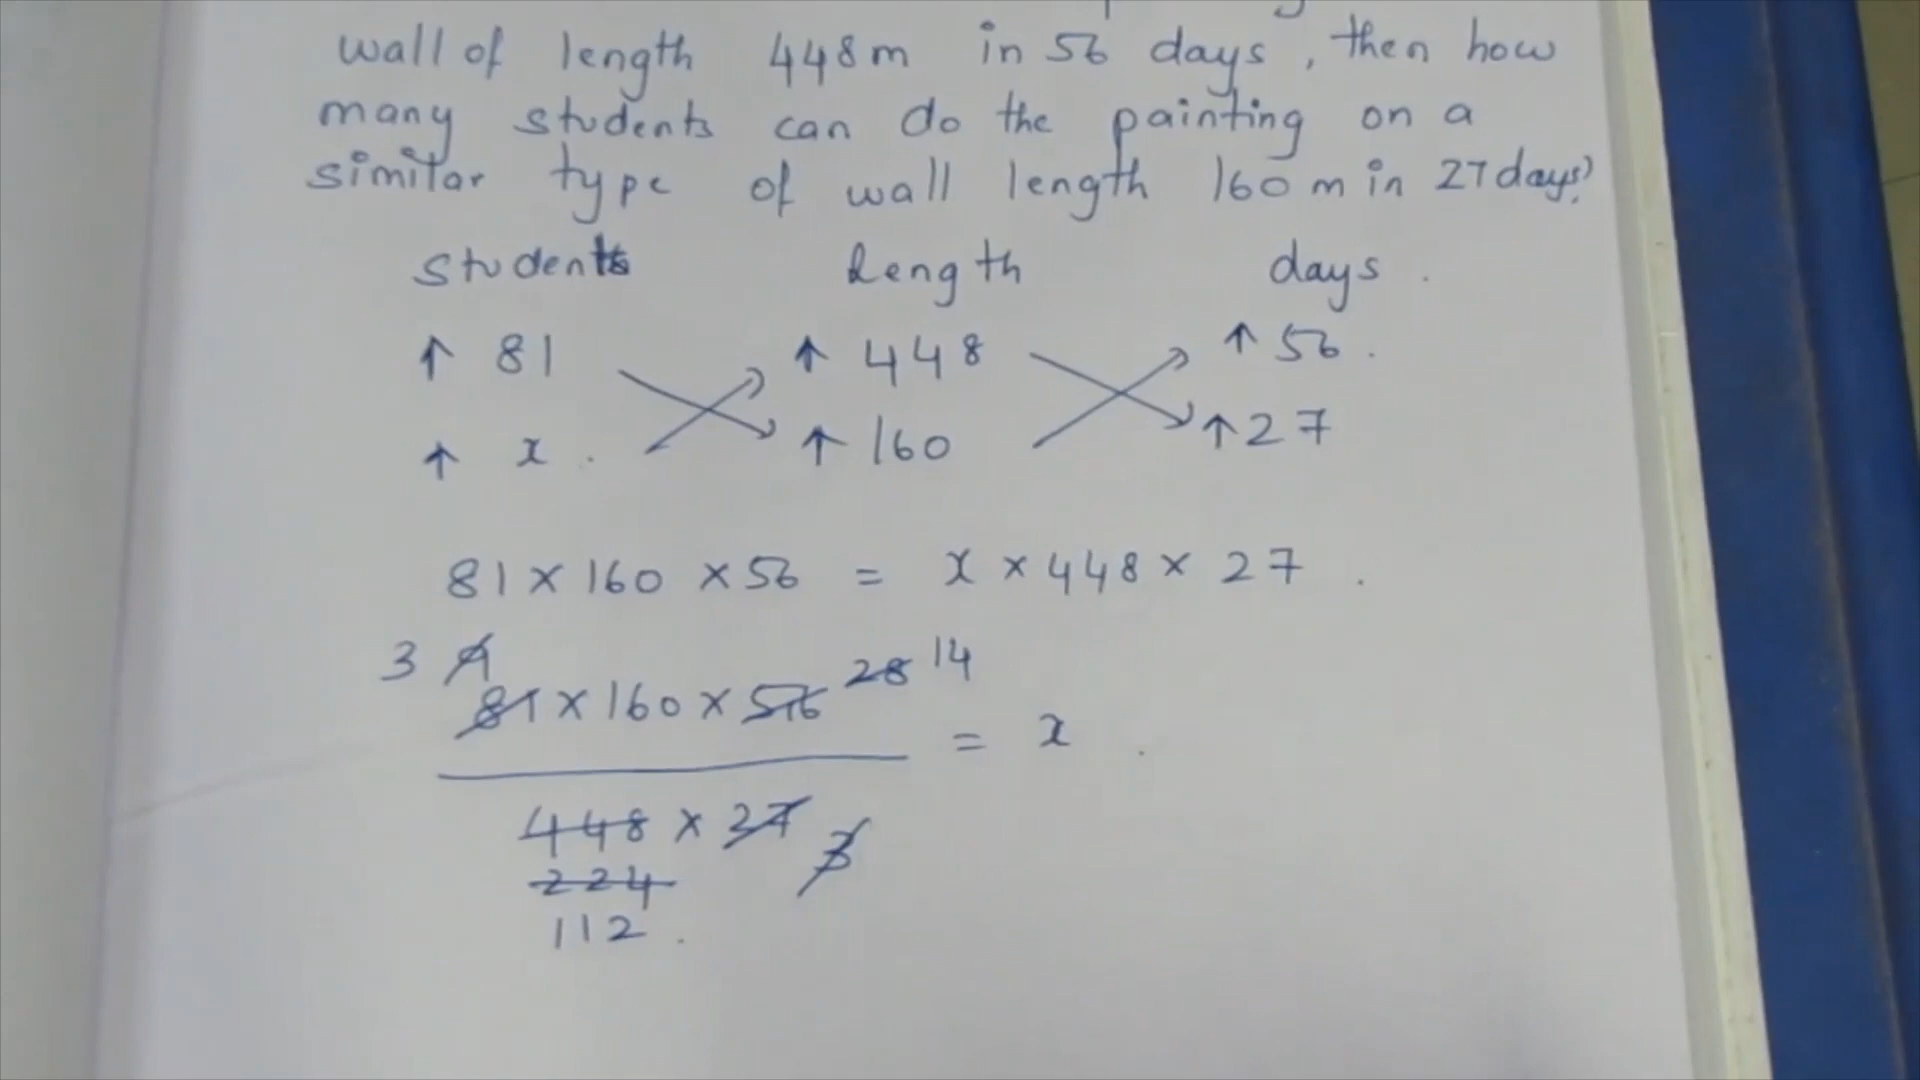 wall of length 448m in 56 days, then how
many students can do the painting on a
similar type of wall length 160 m in 27 days?
students length days.
↑ 81 ↑ 448 ↑ 56.
↑ x. ↑ 160 ↑ 27
81 × 160 × 56 = x × 448 × 27.
3 9 28 14
81 × 160 × 56 = x.
448 × 27 3
224
112.